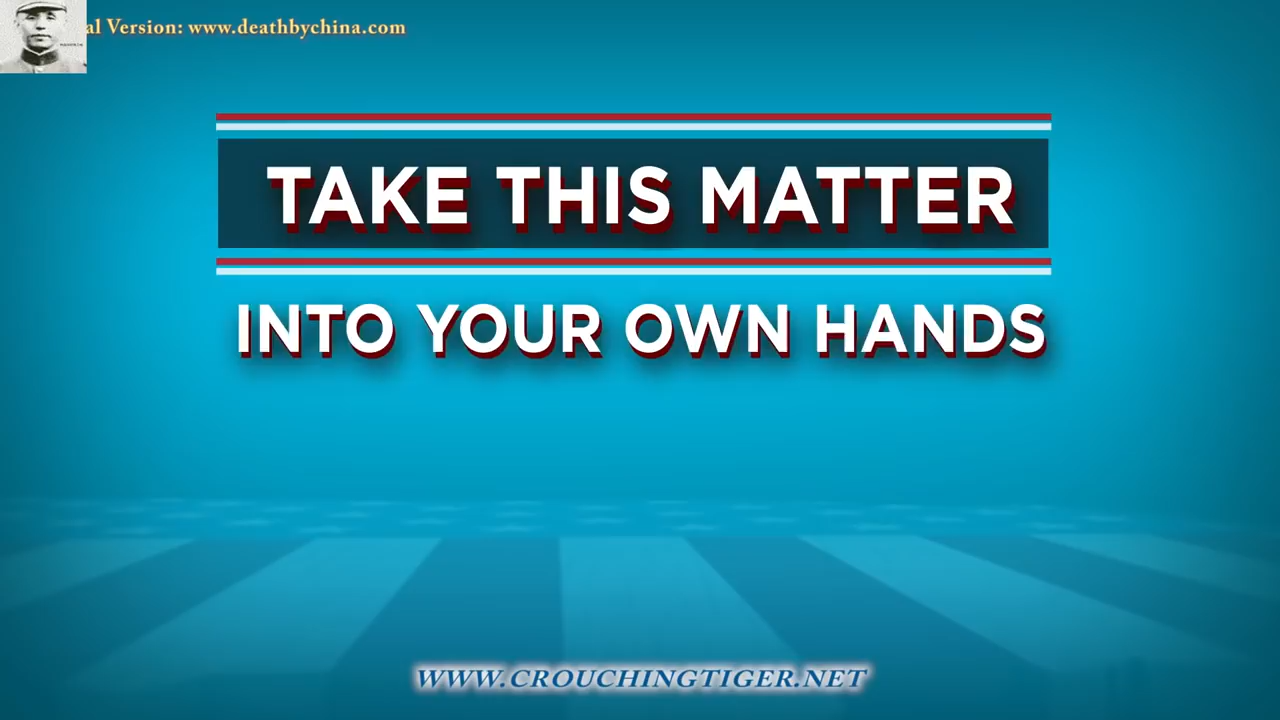 al Version: www.deathbychina.com
TAKE THIS MATTER
INTO YOUR OWN HANDS
WWW.CROUCHINGTIGER.NET